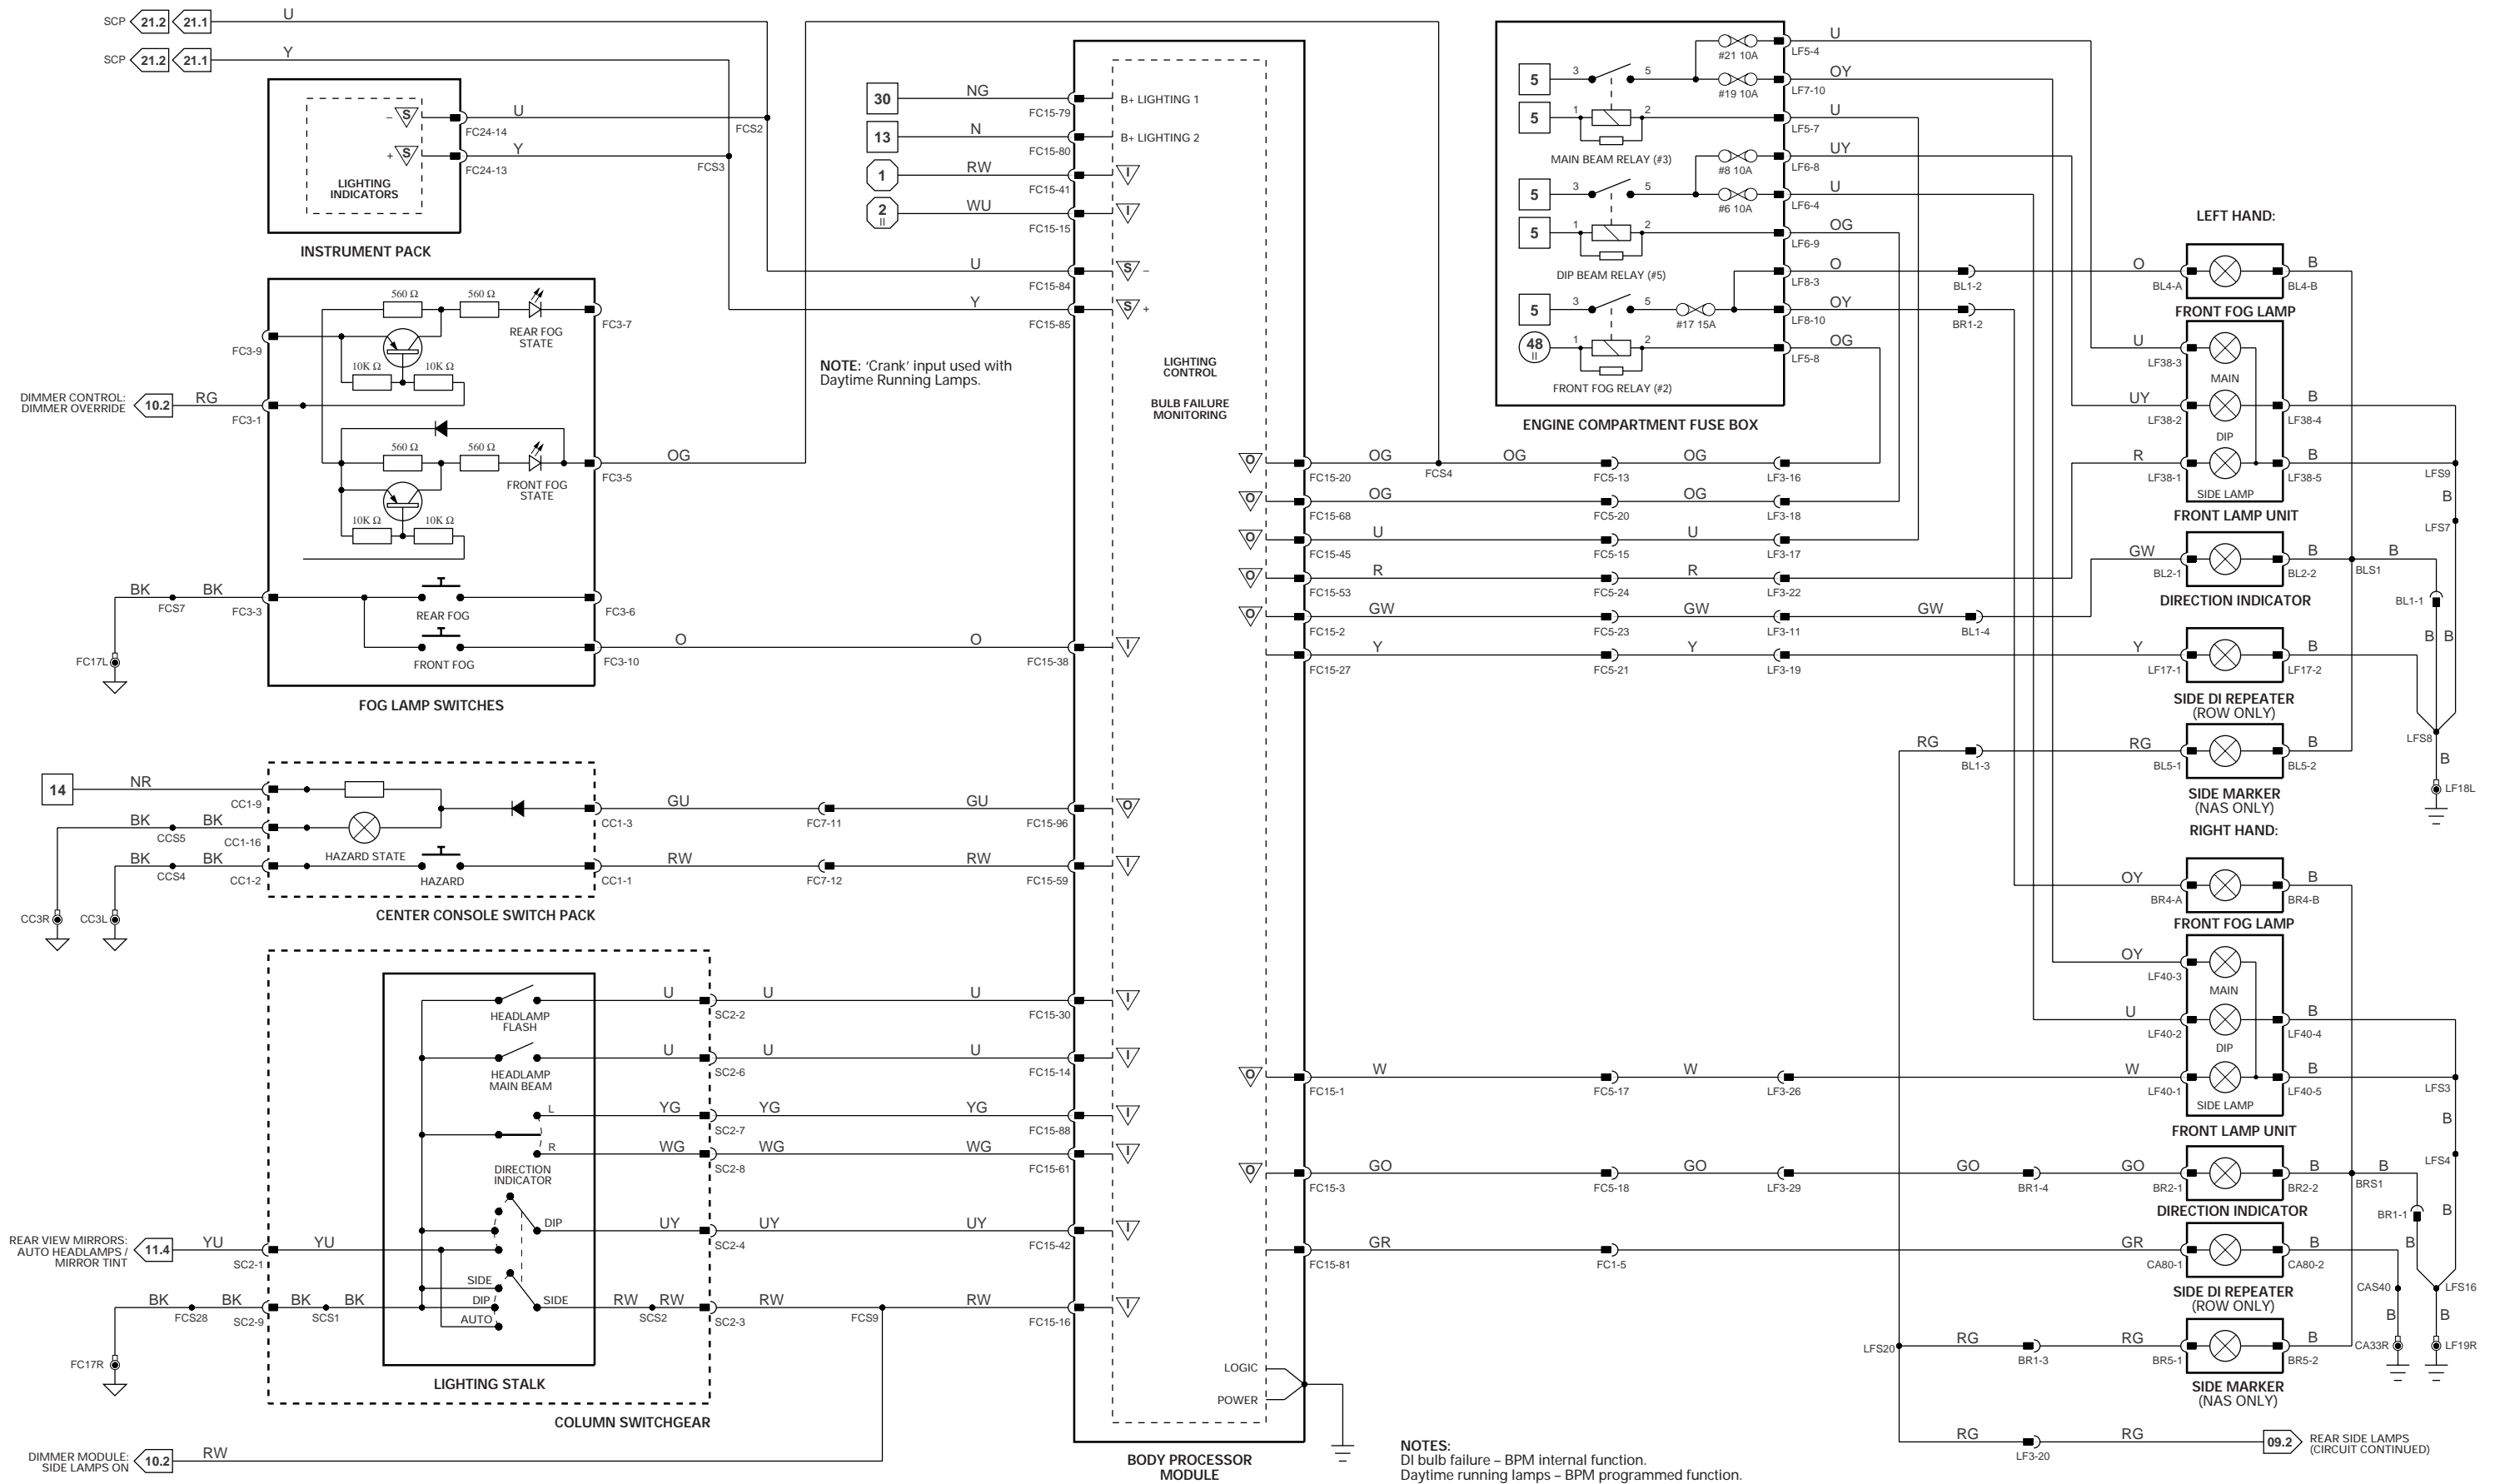 SCP 21.2 21.1 U
SCP 21.2 21.1 Y
– S U FC24-14 FCS2
+ S Y FC24-13 FCS3
LIGHTING
INDICATORS
INSTRUMENT PACK
560 Ω 560 Ω
REAR FOG
STATE
FC3-7
FC3-9
10K Ω 10K Ω
DIMMER CONTROL:
DIMMER OVERRIDE
10.2 RG FC3-1
560 Ω 560 Ω
FRONT FOG
STATE
OG FC3-5
10K Ω 10K Ω
BK BK
FCS7 FC3-3
REAR FOG
FC3-6
FC17L
FRONT FOG
O O
FC3-10 FC15-38 I
FOG LAMP SWITCHES
14 NR CC1-9
GU GU
CC1-3 FC7-11 FC15-96 O
BK BK
CCS5 CC1-16
HAZARD STATE
BK BK
CCS4 CC1-2
HAZARD
RW RW
CC1-1 FC7-12 FC15-59 I
CC3R CC3L
CENTER CONSOLE SWITCH PACK
HEADLAMP
FLASH
U U U
SC2-2 FC15-30 I
HEADLAMP
MAIN BEAM
U U U
SC2-6 FC15-14 I
L YG YG YG
SC2-7 FC15-88 I
R WG WG WG
SC2-8 FC15-61 I
DIRECTION
INDICATOR
DIP UY UY UY
SC2-4 FC15-42 I
REAR VIEW MIRRORS:
AUTO HEADLAMPS /
MIRROR TINT
11.4 YU YU
SC2-1
SIDE
DIP
AUTO
SIDE
BK BK BK BK
FCS28 SC2-9 SCS1
RW RW RW RW
SCS2 SC2-3 FCS9 FC15-16 I
FC17R
LIGHTING STALK
COLUMN SWITCHGEAR
DIMMER MODULE:
SIDE LAMPS ON
10.2 RW
30 NG FC15-79 B+ LIGHTING 1
13 N FC15-80 B+ LIGHTING 2
1 RW FC15-41 I
2 II WU FC15-15 I
U FC15-84 S –
Y FC15-85 S +
NOTE: ‘Crank’ input used with
Daytime Running Lamps.
LIGHTING
CONTROL
BULB FAILURE
MONITORING
O OG OG OG
FC15-20 FCS4 FC5-13 LF3-16
O OG OG
FC15-68 FC5-20 LF3-18
O U U
FC15-45 FC5-15 LF3-17
O R R
FC15-53 FC5-24 LF3-22
O GW GW GW
FC15-2 FC5-23 LF3-11 BL1-4
Y Y Y
FC15-27 FC5-21 LF3-19
O W W W
FC15-1 FC5-17 LF3-26
O GO GO GO GO
FC15-3 FC5-18 LF3-29 BR1-4
GR GR
FC15-81 FC1-5
LOGIC
POWER
BODY PROCESSOR
MODULE
#21 10A U LF5-4
5 3 5 #19 10A OY LF7-10
5 1 2 U LF5-7
MAIN BEAM RELAY (#3)
#8 10A UY LF6-8
5 3 5 #6 10A U LF6-4
5 1 2 OG LF6-9
DIP BEAM RELAY (#5)
O LF8-3 BL1-2 O
5 3 5 #17 15A OY LF8-10 BR1-2
48 II 1 2 OG LF5-8
FRONT FOG RELAY (#2)
ENGINE COMPARTMENT FUSE BOX
LEFT HAND:
BL4-A B BL4-B
FRONT FOG LAMP
U LF38-3
MAIN
UY LF38-2 B LF38-4
DIP
R LF38-1 B LF38-5 LFS9
SIDE LAMP
B
FRONT LAMP UNIT
LFS7
GW BL2-1 B BL2-2 BLS1 B
DIRECTION INDICATOR
BL1-1
B B
LF17-1 B LF17-2
SIDE DI REPEATER
(ROW ONLY)
LFS8
RG RG B
BL1-3 BL5-1 BL5-2
B
LF18L
SIDE MARKER
(NAS ONLY)
RIGHT HAND:
OY BR4-A B BR4-B
FRONT FOG LAMP
OY LF40-3
MAIN
U LF40-2 B LF40-4
DIP
LF40-1 B LF40-5 LFS3
SIDE LAMP
B
FRONT LAMP UNIT
LFS4
BR2-1 B BR2-2 BRS1 B
DIRECTION INDICATOR
BR1-1 B
B
CA80-1 B CA80-2
SIDE DI REPEATER
(ROW ONLY)
CAS40 LFS16
B B
LFS20 RG RG B
BR1-3 BR5-1 BR5-2
CA33R LF19R
SIDE MARKER
(NAS ONLY)
RG RG
LF3-20
09.2 REAR SIDE LAMPS
(CIRCUIT CONTINUED)
NOTES:
DI bulb failure – BPM internal function.
Daytime running lamps – BPM programmed function.